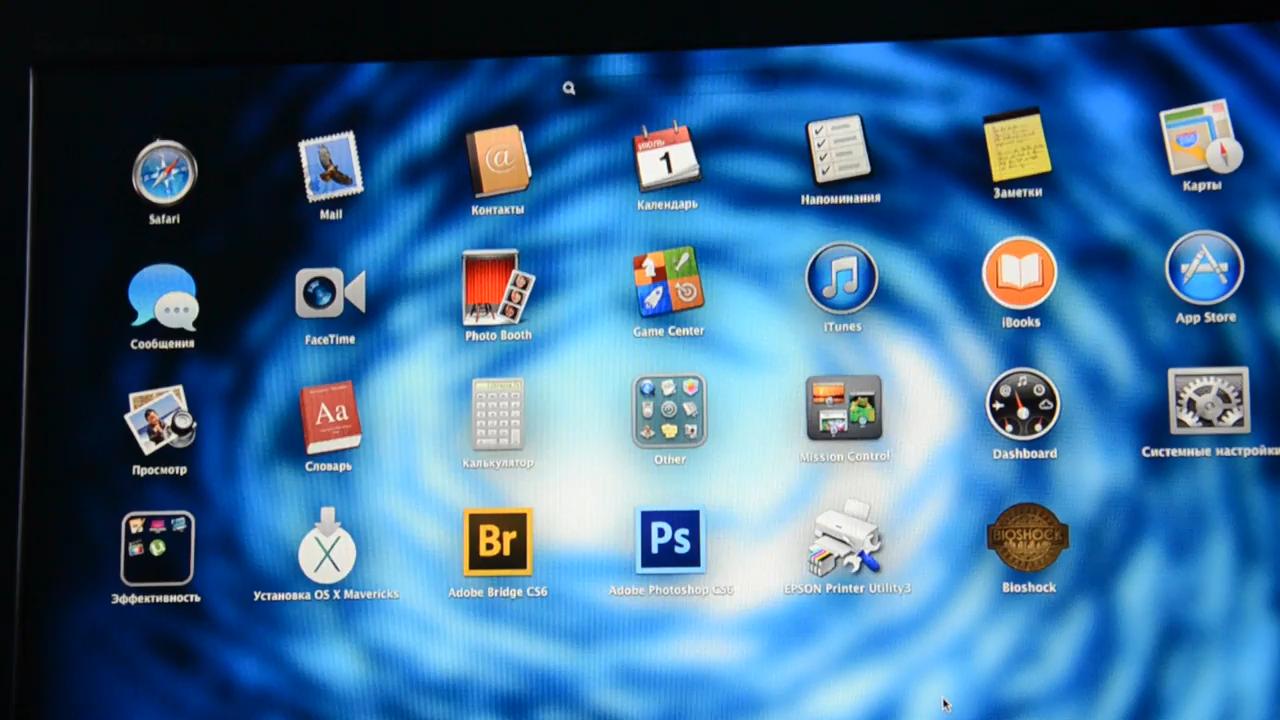 Safari
Mail
Контакты
июль
1
Календарь
Напоминания
Заметки
Карты
Сообщения
FaceTime
Photo Booth
Game Center
iTunes
iBooks
App Store
Просмотр
Aa
Словарь
Калькулятор
Other
Mission Control
Dashboard
Системные настройки
Эффективность
X
Установка OS X Mavericks
Br
Adobe Bridge CS6
Ps
Adobe Photoshop CS6
EPSON Printer Utility3
BIOSHOCK
Bioshock